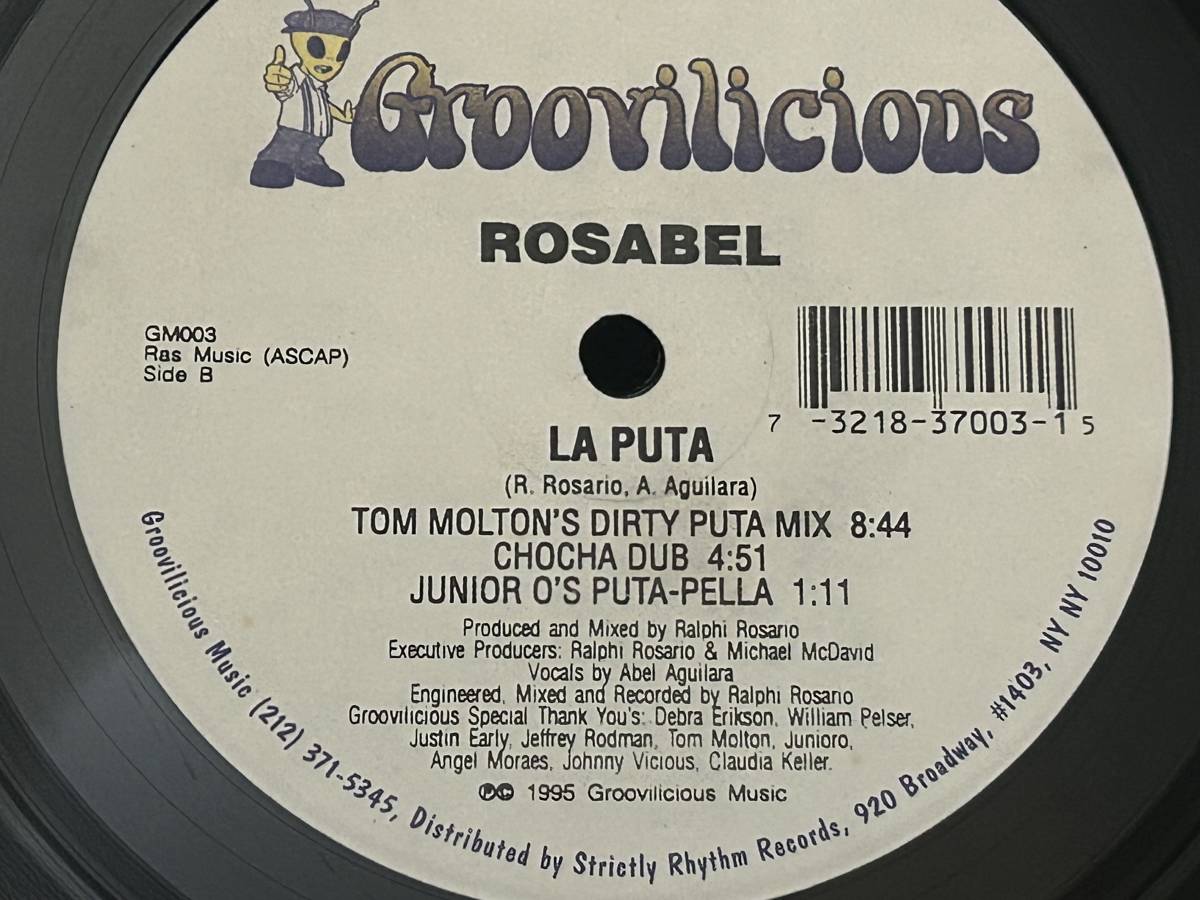 Groovilicious
ROSABEL
GM003
Ras Music (ASCAP)
Side B
7 -3218-37003-1 5
LA PUTA
(R. Rosario, A. Aguilara)
TOM MOLTON'S DIRTY PUTA MIX 8:44
CHOCHA DUB 4:51
JUNIOR O'S PUTA-PELLA 1:11
Produced and Mixed by Ralphi Rosario
Executive Producers: Ralphi Rosario & Michael McDavid
Vocals by Abel Aguilara
Engineered, Mixed and Recorded by Ralphi Rosario
Groovilicious Special Thank You's: Debra Erikson, William Pelser,
Justin Early, Jeffrey Rodman, Tom Molton, Junioro,
Angel Moraes, Johnny Vicious, Claudia Keller.
℗© 1995 Groovilicious Music
Groovilicious Music (212) 371-5345, Distributed by Strictly Rhythm Records, 920 Broadway, #1403, NY NY 10010